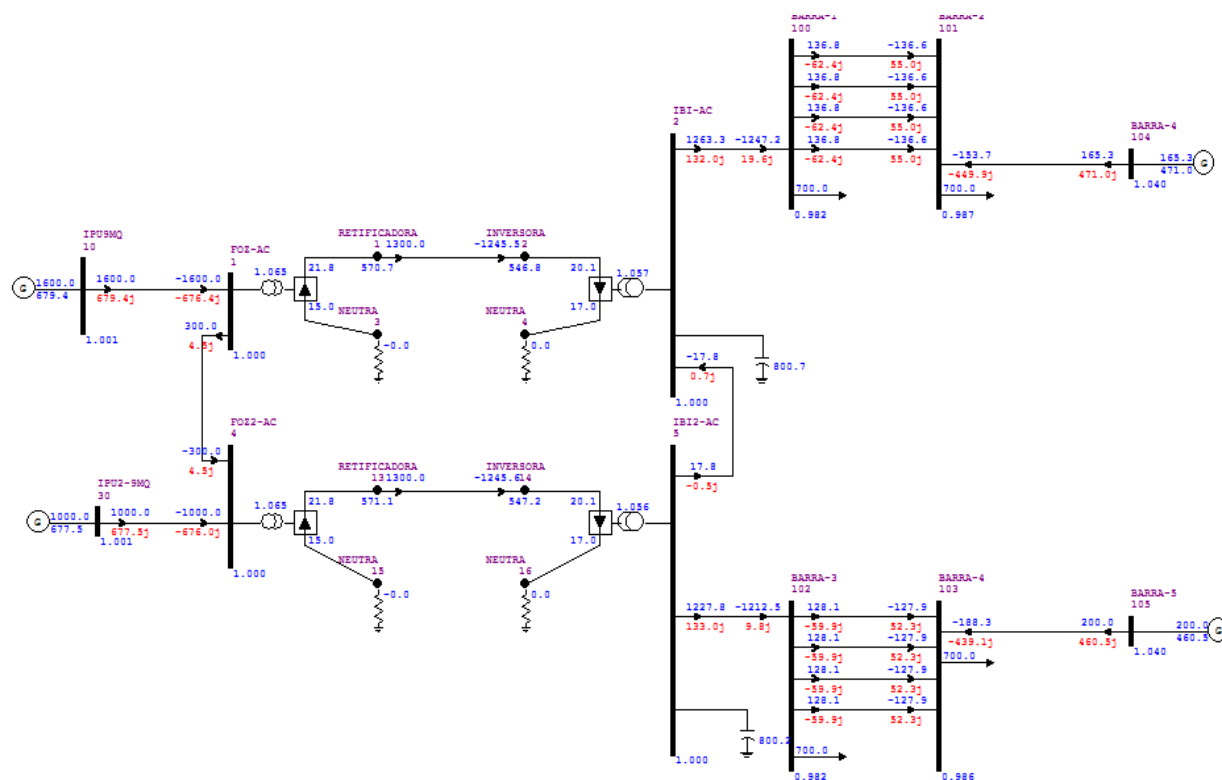 BARRA-1 BARRA-2
100 101
136.8 -136.6
-62.4j 55.0j
136.8 -136.6
-62.4j 55.0j
136.8 -136.6
-62.4j 55.0j
IBI-AC
2
1263.3 -1247.2 136.8 -136.6
132.0j 19.6j -62.4j 55.0j
BARRA-4
104
-153.7 165.3 165.3
-449.9j 471.0j 471.0
G
700.0 700.0 1.040
0.982 0.987
IPU9MQ
10
FOZ-AC
1
RETIFICADORA INVERSORA
1 1300.0 -1245.52
570.7 546.8
1.065 21.8 20.1 1.057
G
1600.0 1600.0 -1600.0
679.4 679.4j -676.4j
15.0 17.0
NEUTRA NEUTRA
3 4
300.0 -0.0 0.0
4.5j
1.001 1.000
-17.8 800.7
0.7j
1.000
FOZ2-AC
4
IBI2-AC
5
-300.0
4.5j
RETIFICADORA INVERSORA
131300.0 -1245.614
571.1 547.2
17.8
-0.5j
IPU2-9MQ
30
1.065 21.8 20.1 1.056
G
1000.0 1000.0 -1000.0
677.5 677.5j -676.0j
1.001
15.0 17.0
NEUTRA NEUTRA
15 16
1.000 -0.0 0.0
BARRA-3 BARRA-4
102 103
BARRA-5
105
1227.8 -1212.5 128.1 -127.9
133.0j 9.8j -59.9j 52.3j
-188.3 200.0 200.0
-439.1j 460.5j 460.5
G
128.1 -127.9
-59.9j 52.3j
700.0 1.040
128.1 -127.9
-59.9j 52.3j
128.1 -127.9
-59.9j 52.3j
800.2
700.0
1.000
0.982 0.986